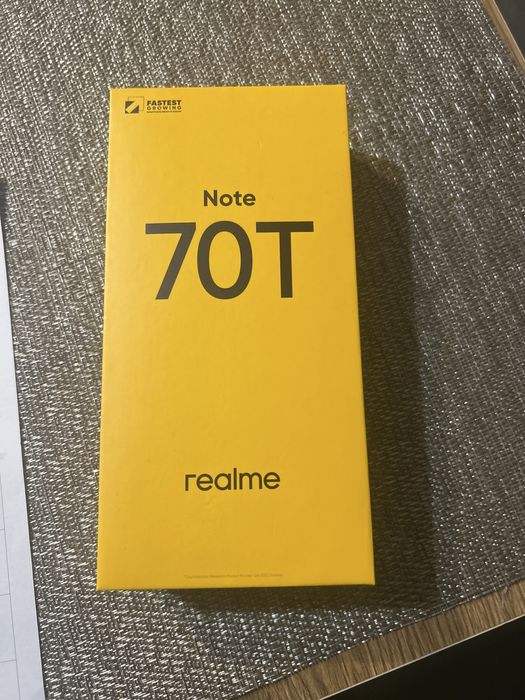 FASTEST
GROWING
Note
70T
realme